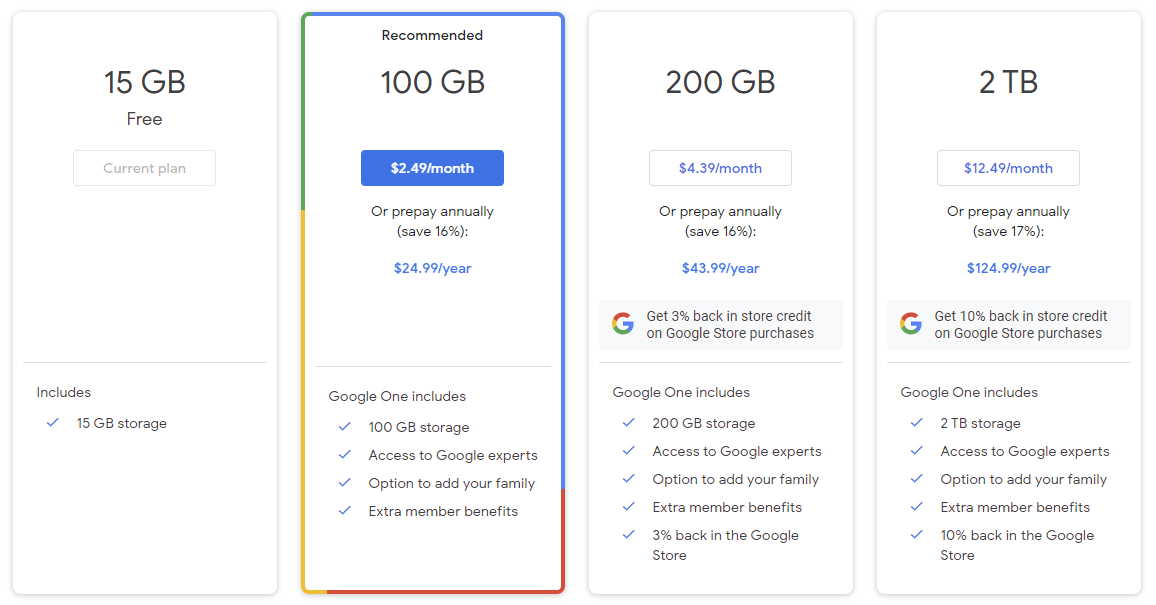 15 GB
Free
Current plan
Includes
15 GB storage
Recommended
100 GB
$2.49/month
Or prepay annually
(save 16%):
$24.99/year
Google One includes
100 GB storage
Access to Google experts
Option to add your family
Extra member benefits
200 GB
$4.39/month
Or prepay annually
(save 16%):
$43.99/year
Get 3% back in store credit
on Google Store purchases
Google One includes
200 GB storage
Access to Google experts
Option to add your family
Extra member benefits
3% back in the Google
Store
2 TB
$12.49/month
Or prepay annually
(save 17%):
$124.99/year
Get 10% back in store credit
on Google Store purchases
Google One includes
2 TB storage
Access to Google experts
Option to add your family
Extra member benefits
10% back in the Google
Store